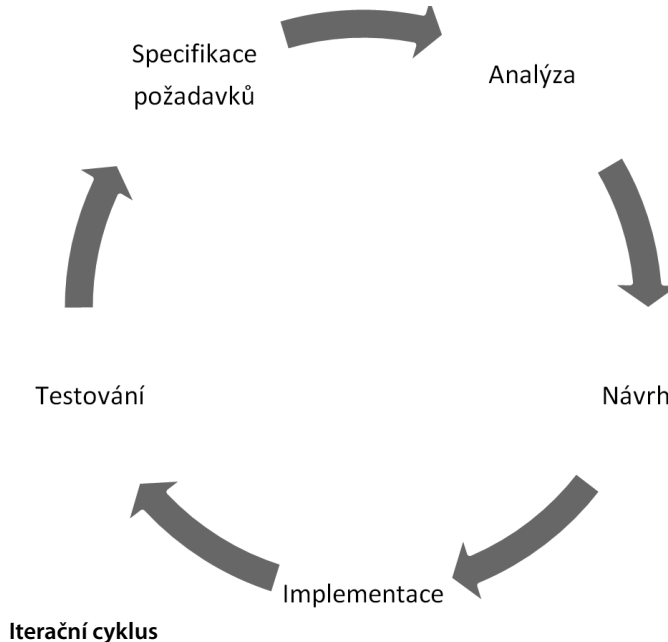 Specifikace
požadavků
Analýza
Návrh
Implementace
Testování
Iterační cyklus